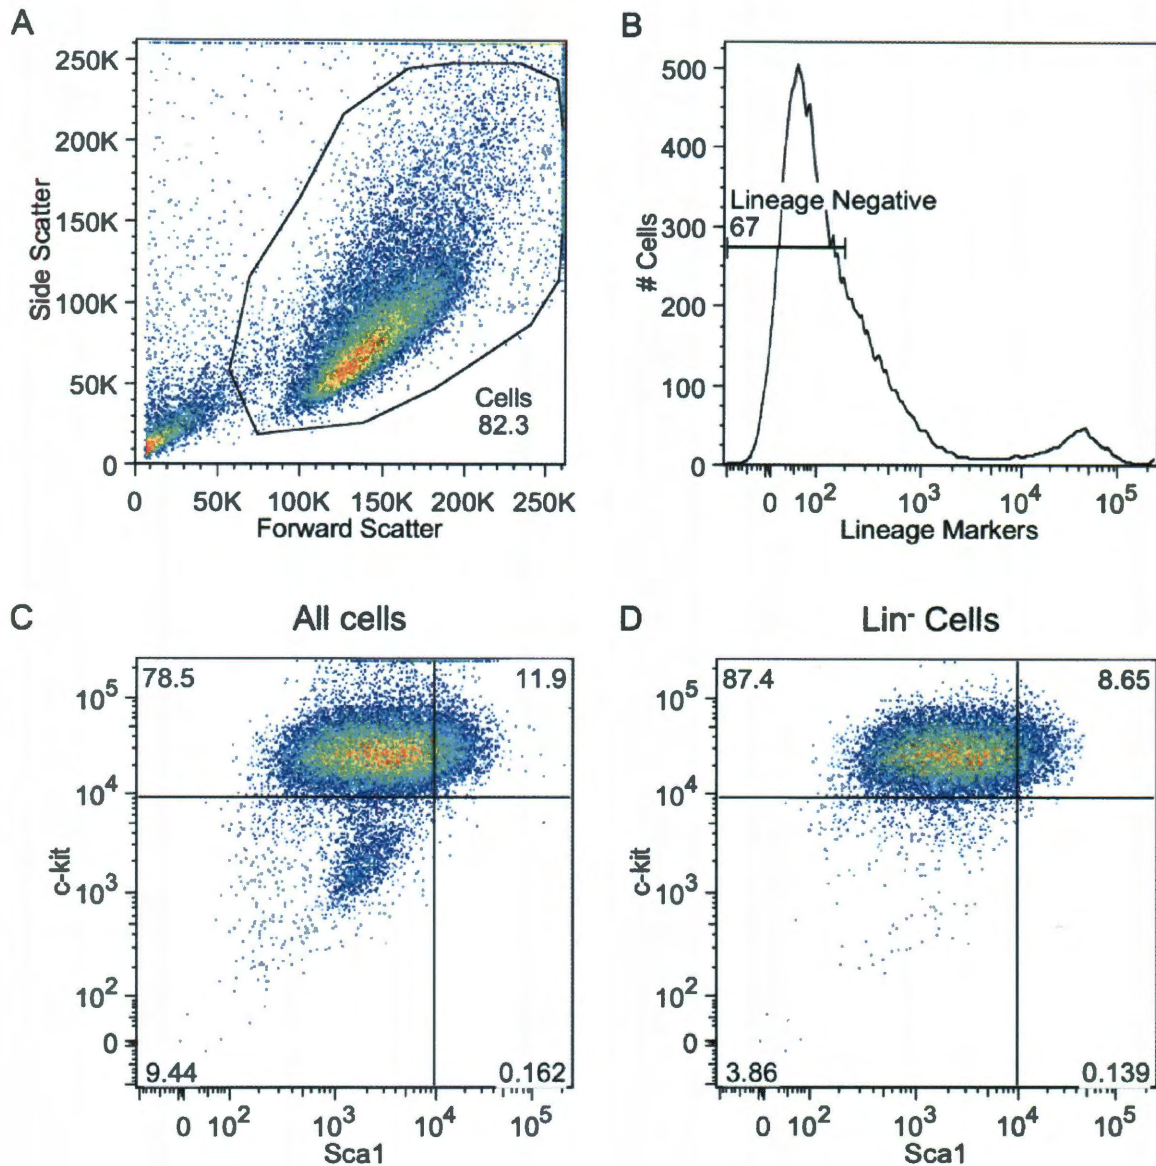 A
250K
200K
150K
100K
50K
0
Side Scatter
Cells
82.3
0 50K 100K 150K 200K 250K
Forward Scatter
B
500
400
300
200
100
0
# Cells
Lineage Negative
67
0 10² 10³ 10⁴ 10⁵
Lineage Markers
C
All cells
78.5 11.9
10⁵
10⁴
10³
10²
0
c-kit
9.44 0.162
0 10² 10³ 10⁴ 10⁵
Sca1
D
Lin⁻ Cells
87.4 8.65
10⁵
10⁴
10³
10²
0
c-kit
3.86 0.139
0 10² 10³ 10⁴ 10⁵
Sca1